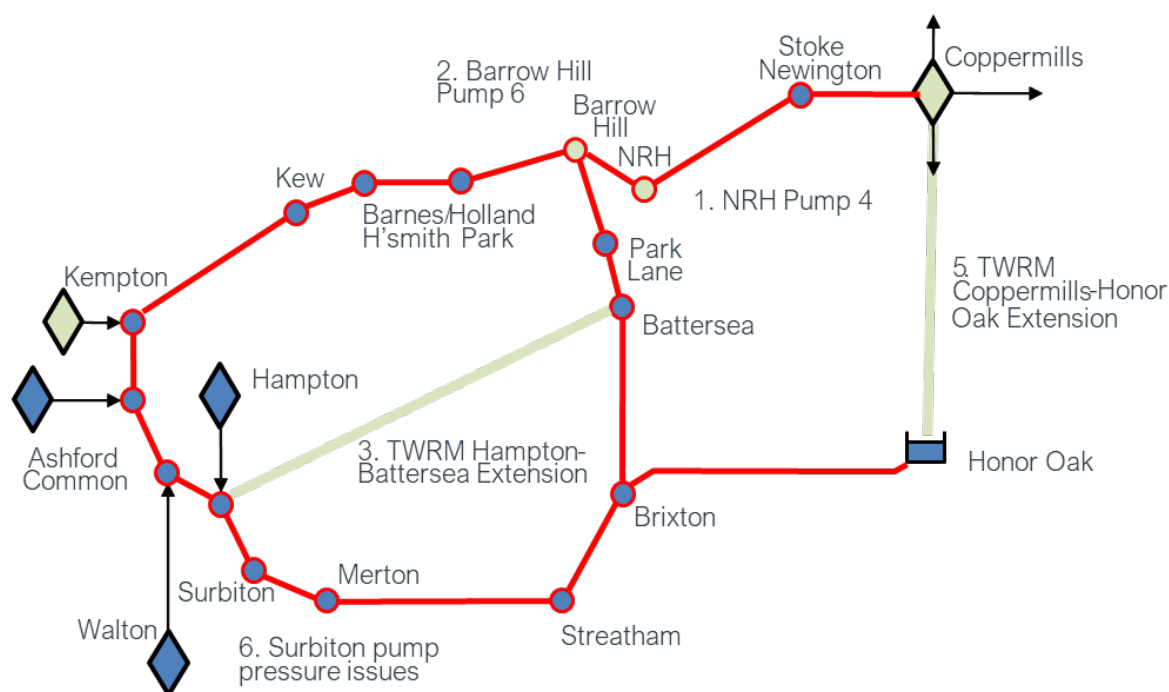 Stoke
Newington
Coppermills
2. Barrow Hill
Pump 6
Barrow
Hill
NRH
1. NRH Pump 4
Kew
Barnes/Holland
H'smith Park
Park
Lane
Kempton
5. TWRM
Coppermills-Honor
Oak Extension
Battersea
Hampton
3. TWRM Hampton-
Battersea Extension
Ashford
Common
Honor Oak
Brixton
Merton
Surbiton
Walton
Streatham
6. Surbiton pump
pressure issues